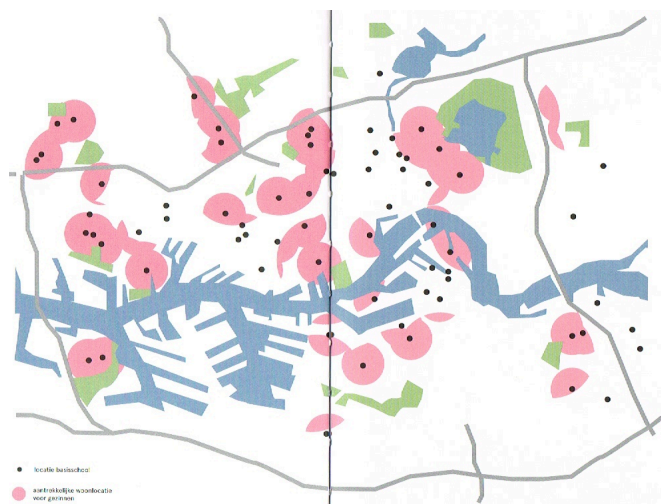 locatie basisschool
aantrekkelijke woonlocatie
voor gezinnen